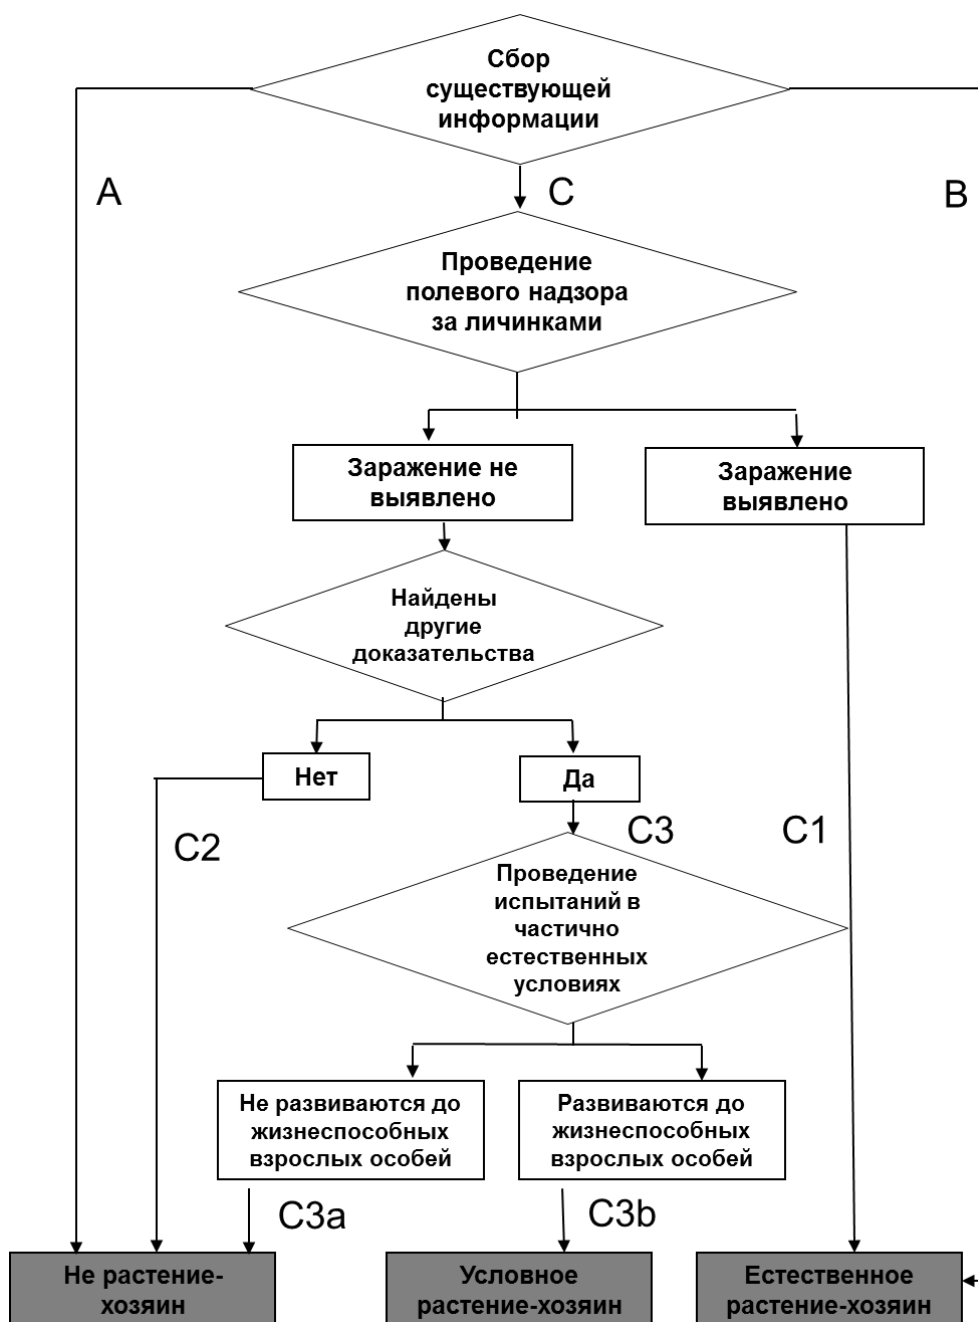 Сбор
существующей
информации
A
C
B
Проведение
полевого надзора
за личинками
Заражение не
выявлено
Заражение
выявлено
Найдены
другие
доказательства
Нет
Да
C2
C3
C1
Проведение
испытаний в
частично
естественных
условиях
Не развиваются до
жизнеспособных
взрослых особей
Развиваются до
жизнеспособных
взрослых особей
C3a
C3b
Не растение-
хозяин
Условное
растение-хозяин
Естественное
растение-хозяин